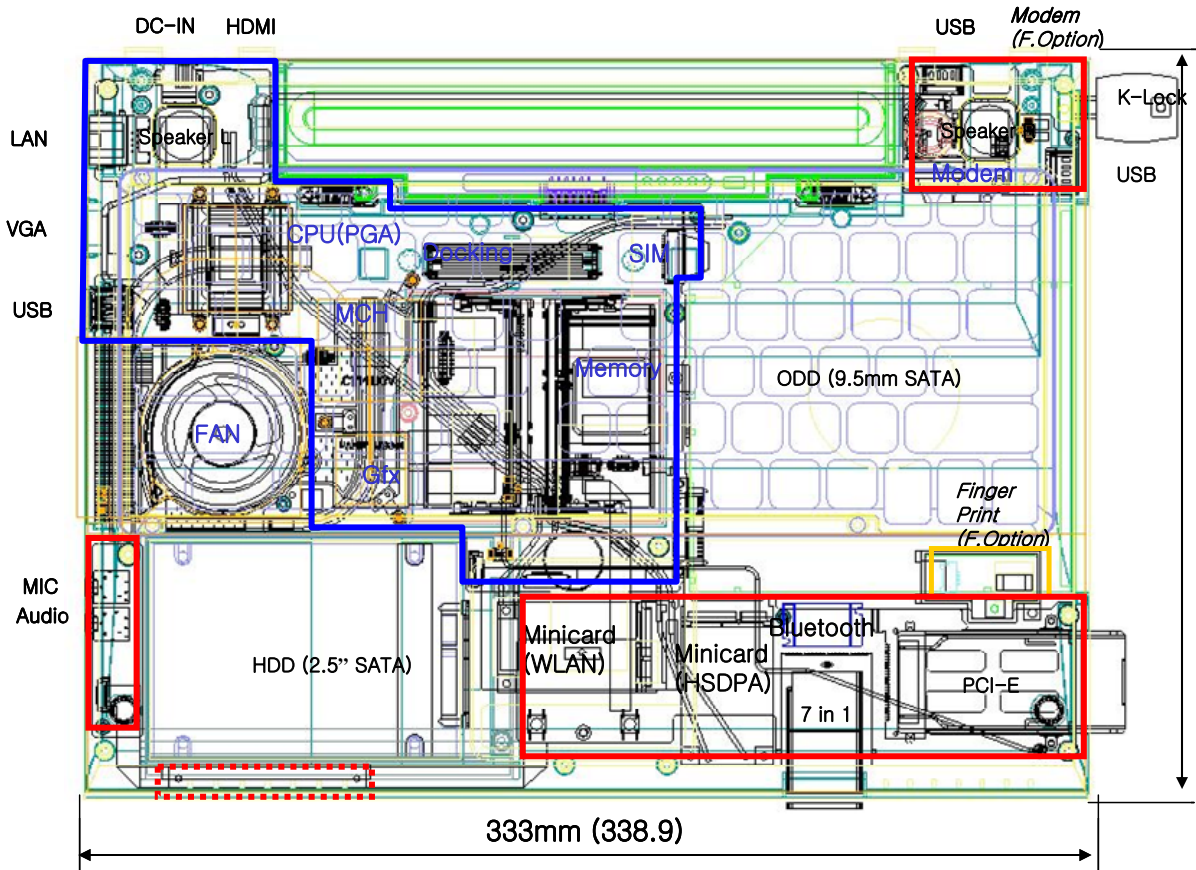 DC-IN HDMI USB Modem
(F.Option)
K-Lock
LAN Speaker L Speaker
Modem USB
VGA CPU(PGA) Docking SIM
USB MCH
Memory ODD (9.5mm SATA)
FAN
Gfx
Finger
Print
(F.Option)
MIC
Audio
HDD (2.5" SATA)
Minicard
(WLAN)
Minicard
(HSDPA)
Bluetooth
7 in 1
PCI-E
333mm (338.9)